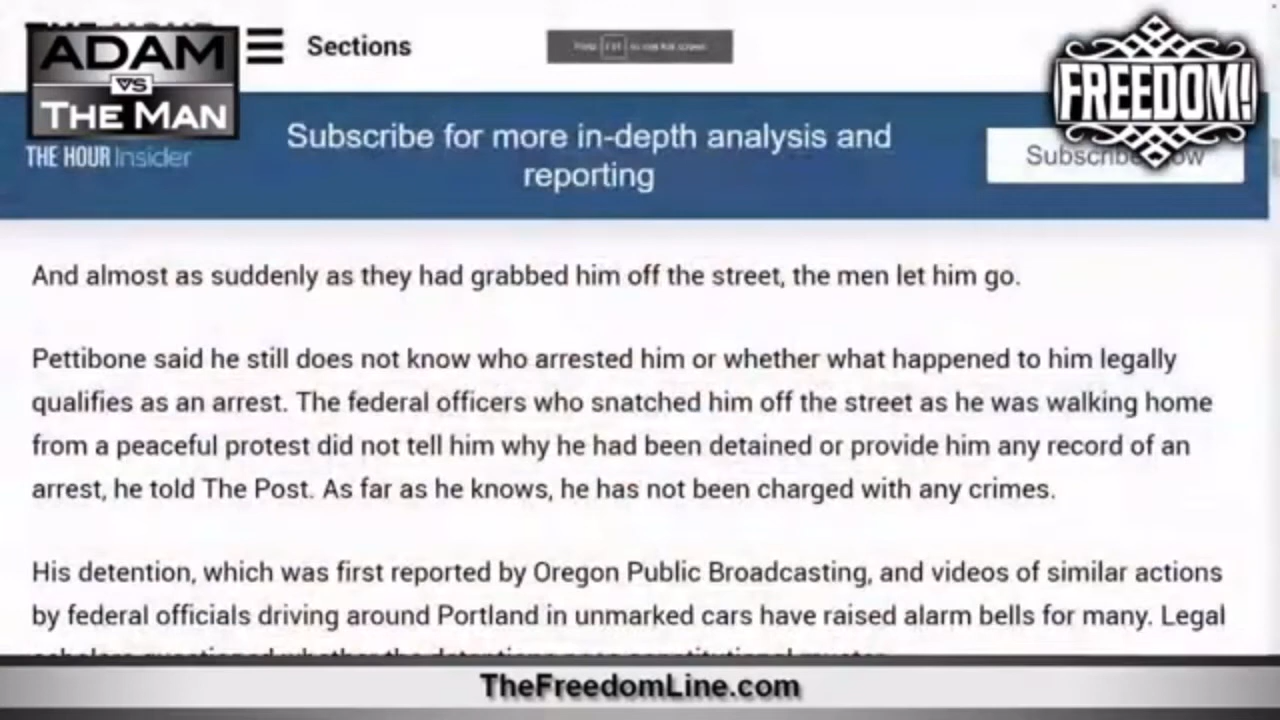 ADAM
VS
THE MAN
Sections
FREEDOM!
THE HOUR Insider
Subscribe for more in-depth analysis and
reporting
Subscribe Now
And almost as suddenly as they had grabbed him off the street, the men let him go.
Pettibone said he still does not know who arrested him or whether what happened to him legally
qualifies as an arrest. The federal officers who snatched him off the street as he was walking home
from a peaceful protest did not tell him why he had been detained or provide him any record of an
arrest, he told The Post. As far as he knows, he has not been charged with any crimes.
His detention, which was first reported by Oregon Public Broadcasting, and videos of similar actions
by federal officials driving around Portland in unmarked cars have raised alarm bells for many. Legal
TheFreedomLine.com